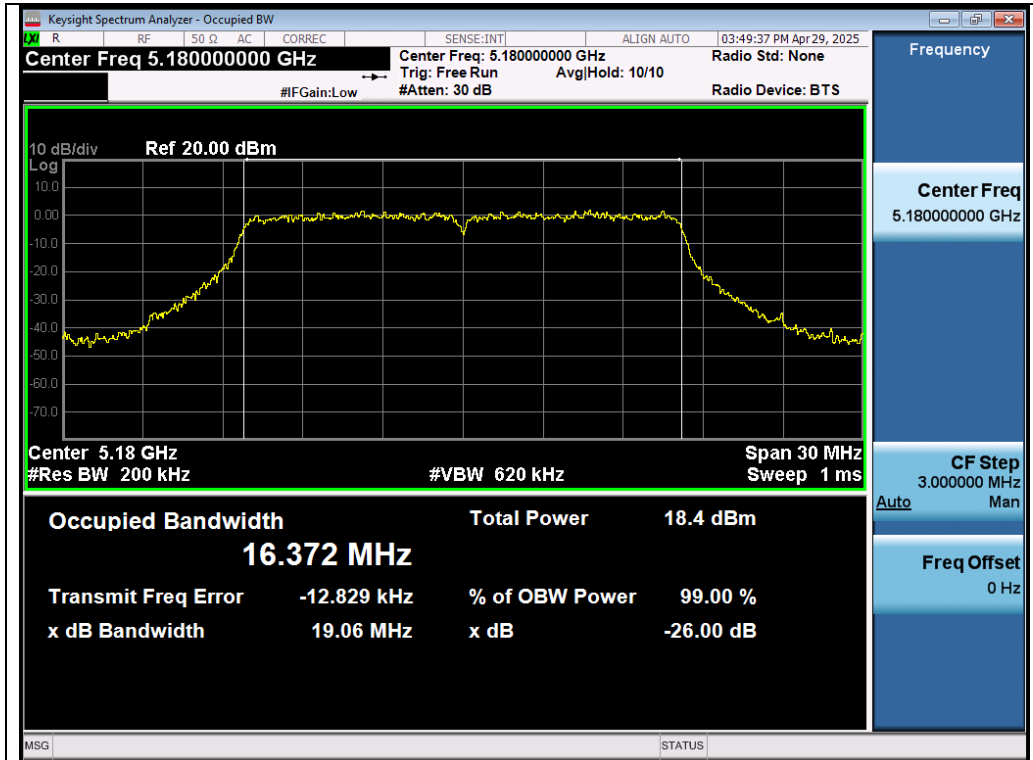 Keysight Spectrum Analyzer - Occupied BW
LXI R RF 50 Ω AC CORREC SENSE:INT ALIGN AUTO 03:49:37 PM Apr 29, 2025
Center Freq 5.180000000 GHz
Center Freq: 5.180000000 GHz
Radio Std: None
Trig: Free Run Avg|Hold: 10/10
#IFGain:Low
#Atten: 30 dB
Radio Device: BTS
10 dB/div Ref 20.00 dBm
Log
10.0
0.00
-10.0
-20.0
-30.0
-40.0
-50.0
-60.0
-70.0
Center 5.18 GHz
Span 30 MHz
#Res BW 200 kHz
#VBW 620 kHz
Sweep 1 ms
Occupied Bandwidth
Total Power 18.4 dBm
16.372 MHz
Transmit Freq Error -12.829 kHz
% of OBW Power 99.00 %
x dB Bandwidth 19.06 MHz
x dB -26.00 dB
Frequency
Center Freq
5.180000000 GHz
CF Step
3.000000 MHz
Auto Man
Freq Offset
0 Hz
MSG
STATUS